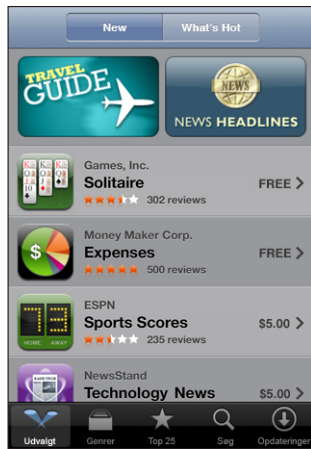 New What's Hot
TRAVEL
GUIDE
NEWS
NEWS HEADLINES
Games, Inc.
Solitaire FREE
302 reviews
Money Maker Corp.
Expenses FREE
$
500 reviews
ESPN
Sports Scores $5.00
73
HOME AWAY
235 reviews
NewsStand
Technology News $5.00
Udvalgt Genrer Top 25 Søg Opdateringer